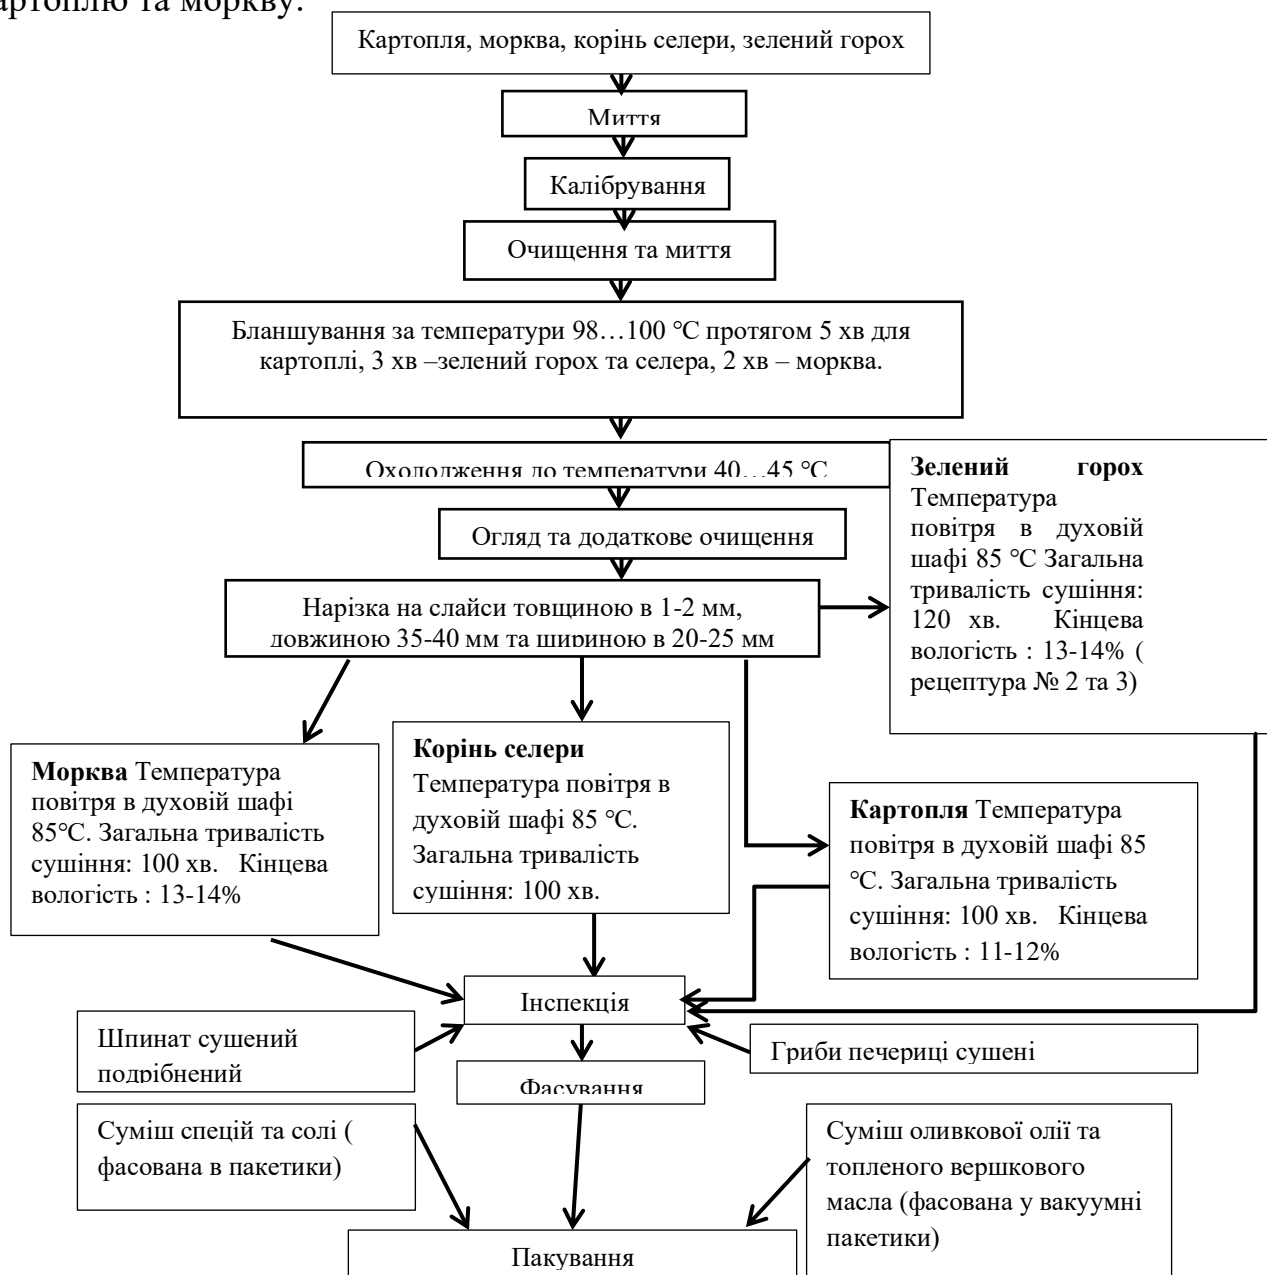 артоплю та моркву.
Картопля, морква, корінь селери, зелений горох
Миття
Калібрування
Очищення та миття
Бланшування за температури 98…100 °С протягом 5 хв для
картоплі, 3 хв –зелений горох та селера, 2 хв – морква.
Охолодження до температури 40…45 °С
Огляд та додаткове очищення
Нарізка на слайси товщиною в 1-2 мм,
довжиною 35-40 мм та шириною в 20-25 мм
Зелений горох
Температура
повітря в духовій
шафі 85 °С Загальна
тривалість сушіння:
120 хв. Кінцева
вологість : 13-14% (
рецептура № 2 та 3)
Морква Температура
повітря в духовій шафі
85°С. Загальна тривалість
сушіння: 100 хв. Кінцева
вологість : 13-14%
Корінь селери
Температура повітря в
духовій шафі 85 °С.
Загальна тривалість
сушіння: 100 хв.
Картопля Температура
повітря в духовій шафі 85
°С. Загальна тривалість
сушіння: 100 хв. Кінцева
вологість : 11-12%
Інспекція
Шпинат сушений
подрібнений
Гриби печериці сушені
Фасування
Суміш спецій та солі (
фасована в пакетики)
Суміш оливкової олії та
топленого вершкового
масла (фасована у вакуумні
пакетики)
Пакування